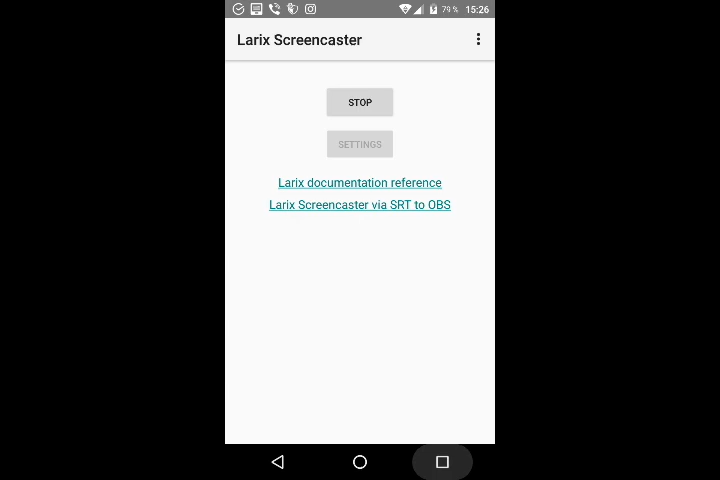 79 % 15:26
Larix Screencaster
STOP
SETTINGS
Larix documentation reference
Larix Screencaster via SRT to OBS